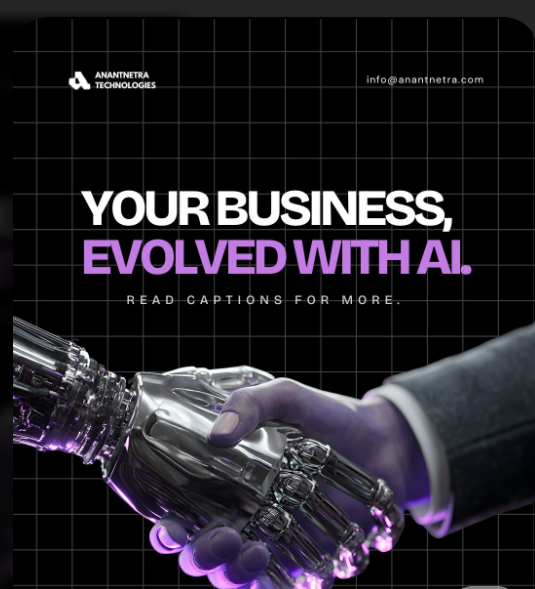 ANANTNETRA
TECHNOLOGIES
info@anantnetra.com
YOUR BUSINESS,
EVOLVED WITH AI.
READ CAPTIONS FOR MORE.